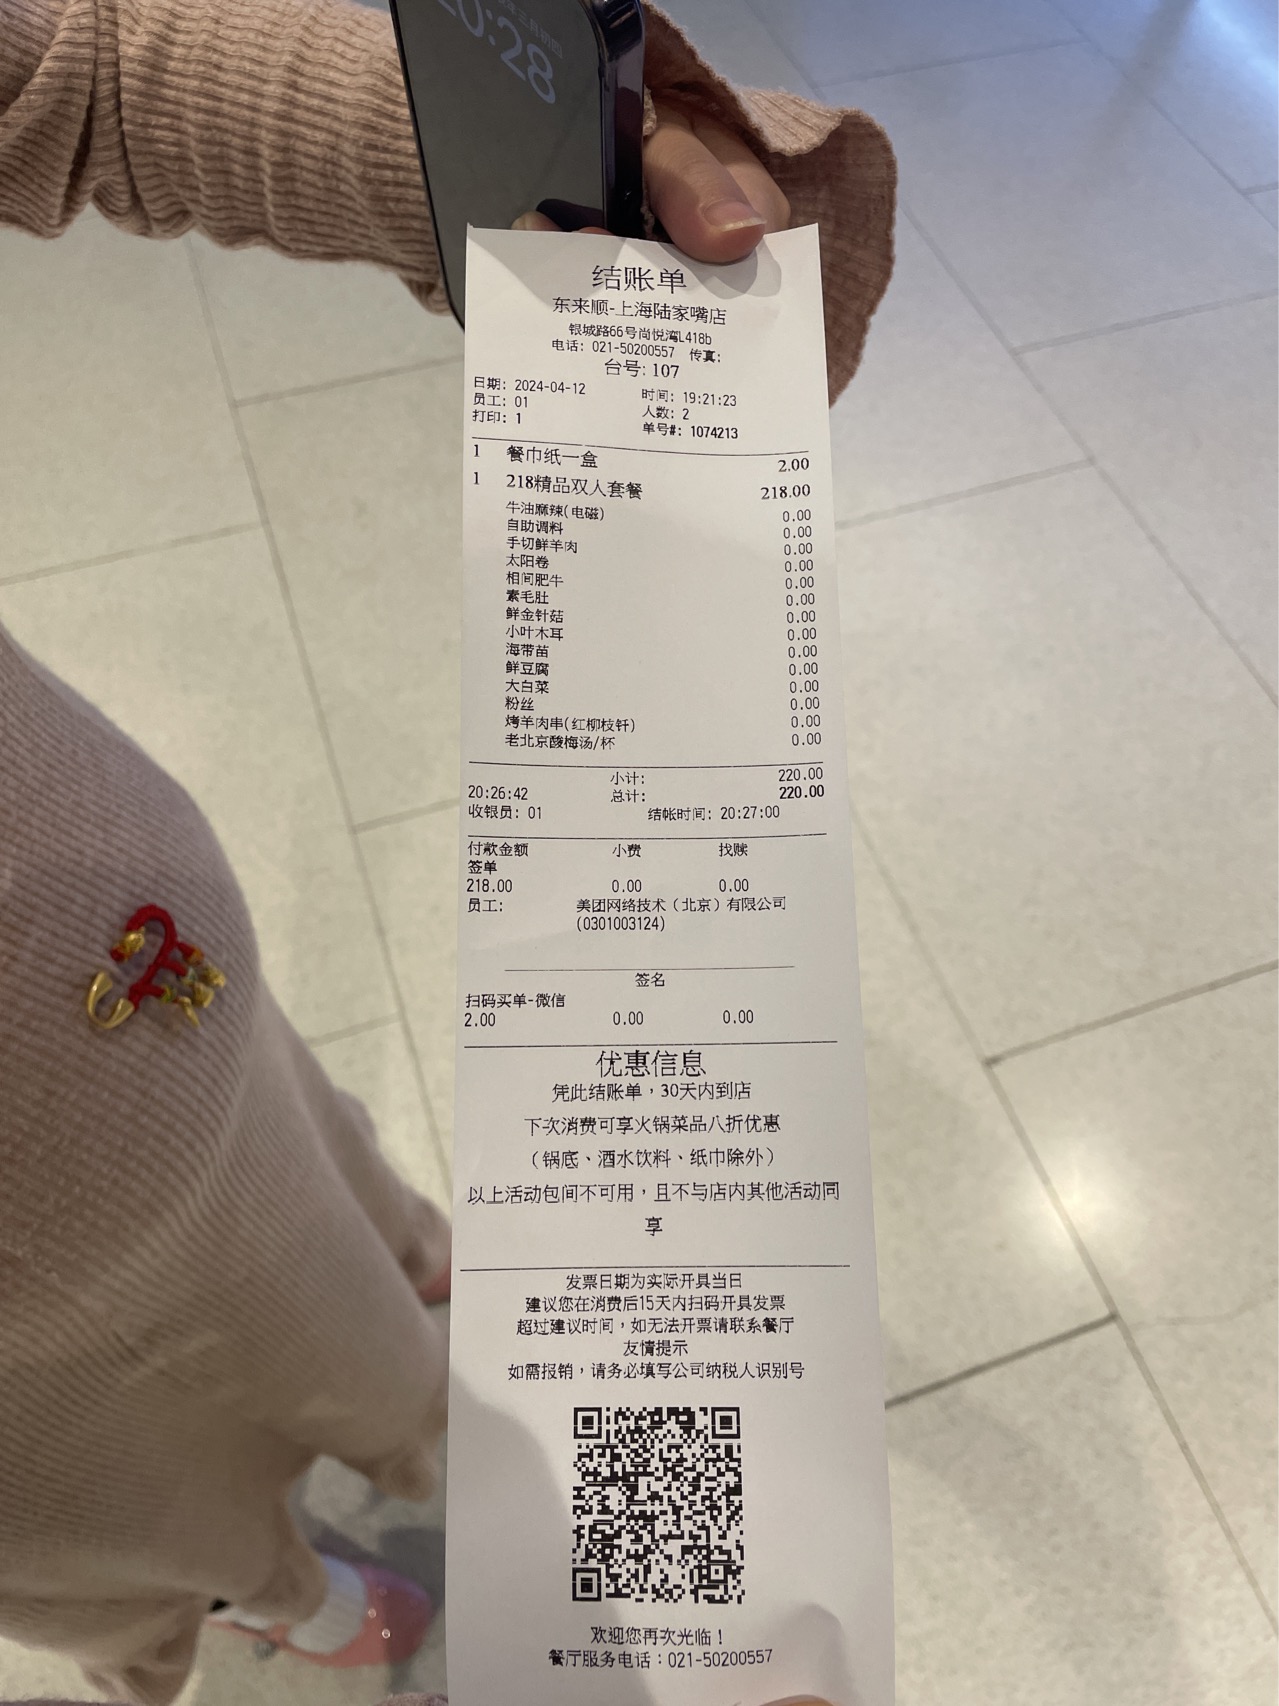 20:28
结账单
东来顺-上海陆家嘴店
银城路66号尚悦湾L418b
电话: 021-50200557 传真:
台号: 107
日期: 2024-04-12 时间: 19:21:23
员工: 01 人数: 2
打印: 1 单号#: 1074213
1 餐巾纸一盒 2.00
1 218精品双人套餐 218.00
牛油麻辣(电磁) 0.00
自助调料 0.00
手切鲜羊肉 0.00
太阳卷 0.00
相间肥牛 0.00
素毛肚 0.00
鲜金针菇 0.00
小叶木耳 0.00
海带苗 0.00
鲜豆腐 0.00
大白菜 0.00
粉丝 0.00
烤羊肉串(红柳枝钎) 0.00
老北京酸梅汤/杯 0.00
小计: 220.00
20:26:42 总计: 220.00
收银员: 01 结帐时间: 20:27:00
付款金额 小费 找赎
签单
218.00 0.00 0.00
员工: 美团网络技术（北京）有限公司
(0301003124)
签名
扫码买单-微信
2.00 0.00 0.00
优惠信息
凭此结账单，30天内到店
下次消费可享火锅菜品八折优惠
（锅底、酒水饮料、纸巾除外）
以上活动包间不可用，且不与店内其他活动同
享
发票日期为实际开具当日
建议您在消费后15天内扫码开具发票
超过建议时间，如无法开票请联系餐厅
友情提示
如需报销，请务必填写公司纳税人识别号
欢迎您再次光临！
餐厅服务电话：021-50200557